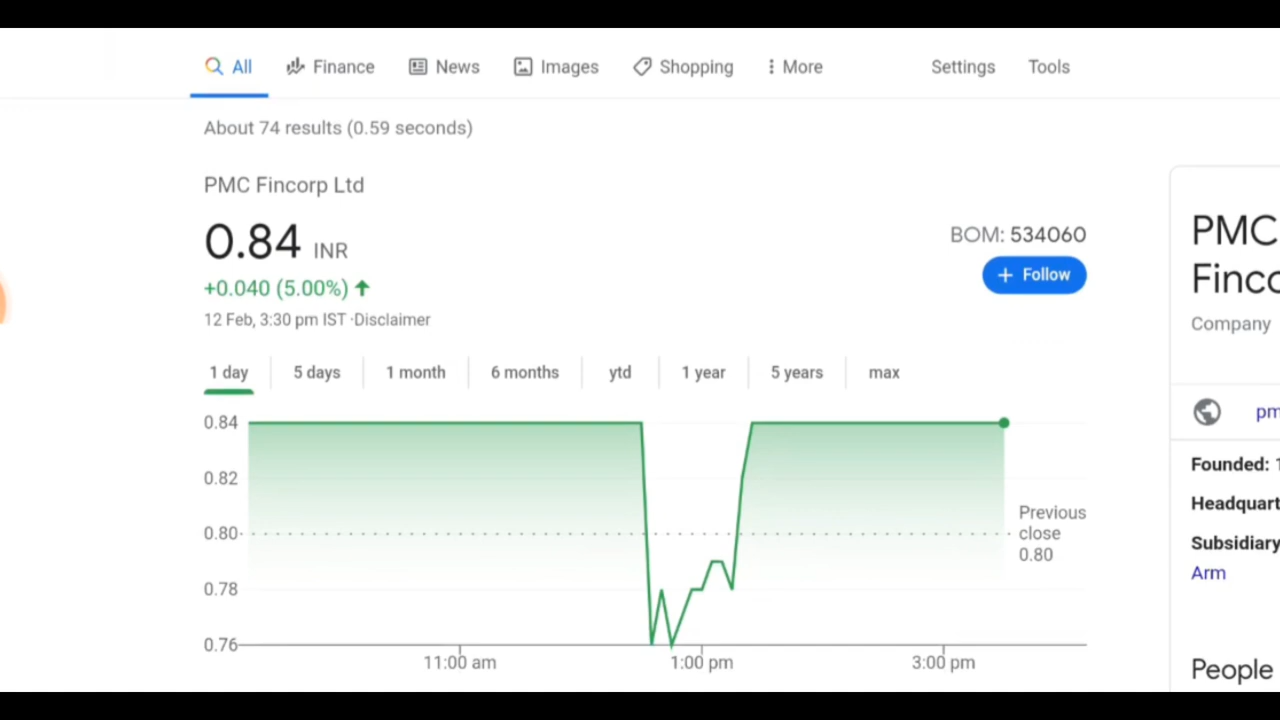 All Finance News Images Shopping More Settings Tools
About 74 results (0.59 seconds)
PMC Fincorp Ltd
0.84 INR
+0.040 (5.00%)
12 Feb, 3:30 pm IST ·Disclaimer
BOM: 534060
+ Follow
1 day 5 days 1 month 6 months ytd 1 year 5 years max
0.84
0.82
0.80
0.78
0.76
Previous
close
0.80
11:00 am 1:00 pm 3:00 pm
PMC
Finc
Company
pm
Founded: 1
Headquart
Subsidiary
Arm
People